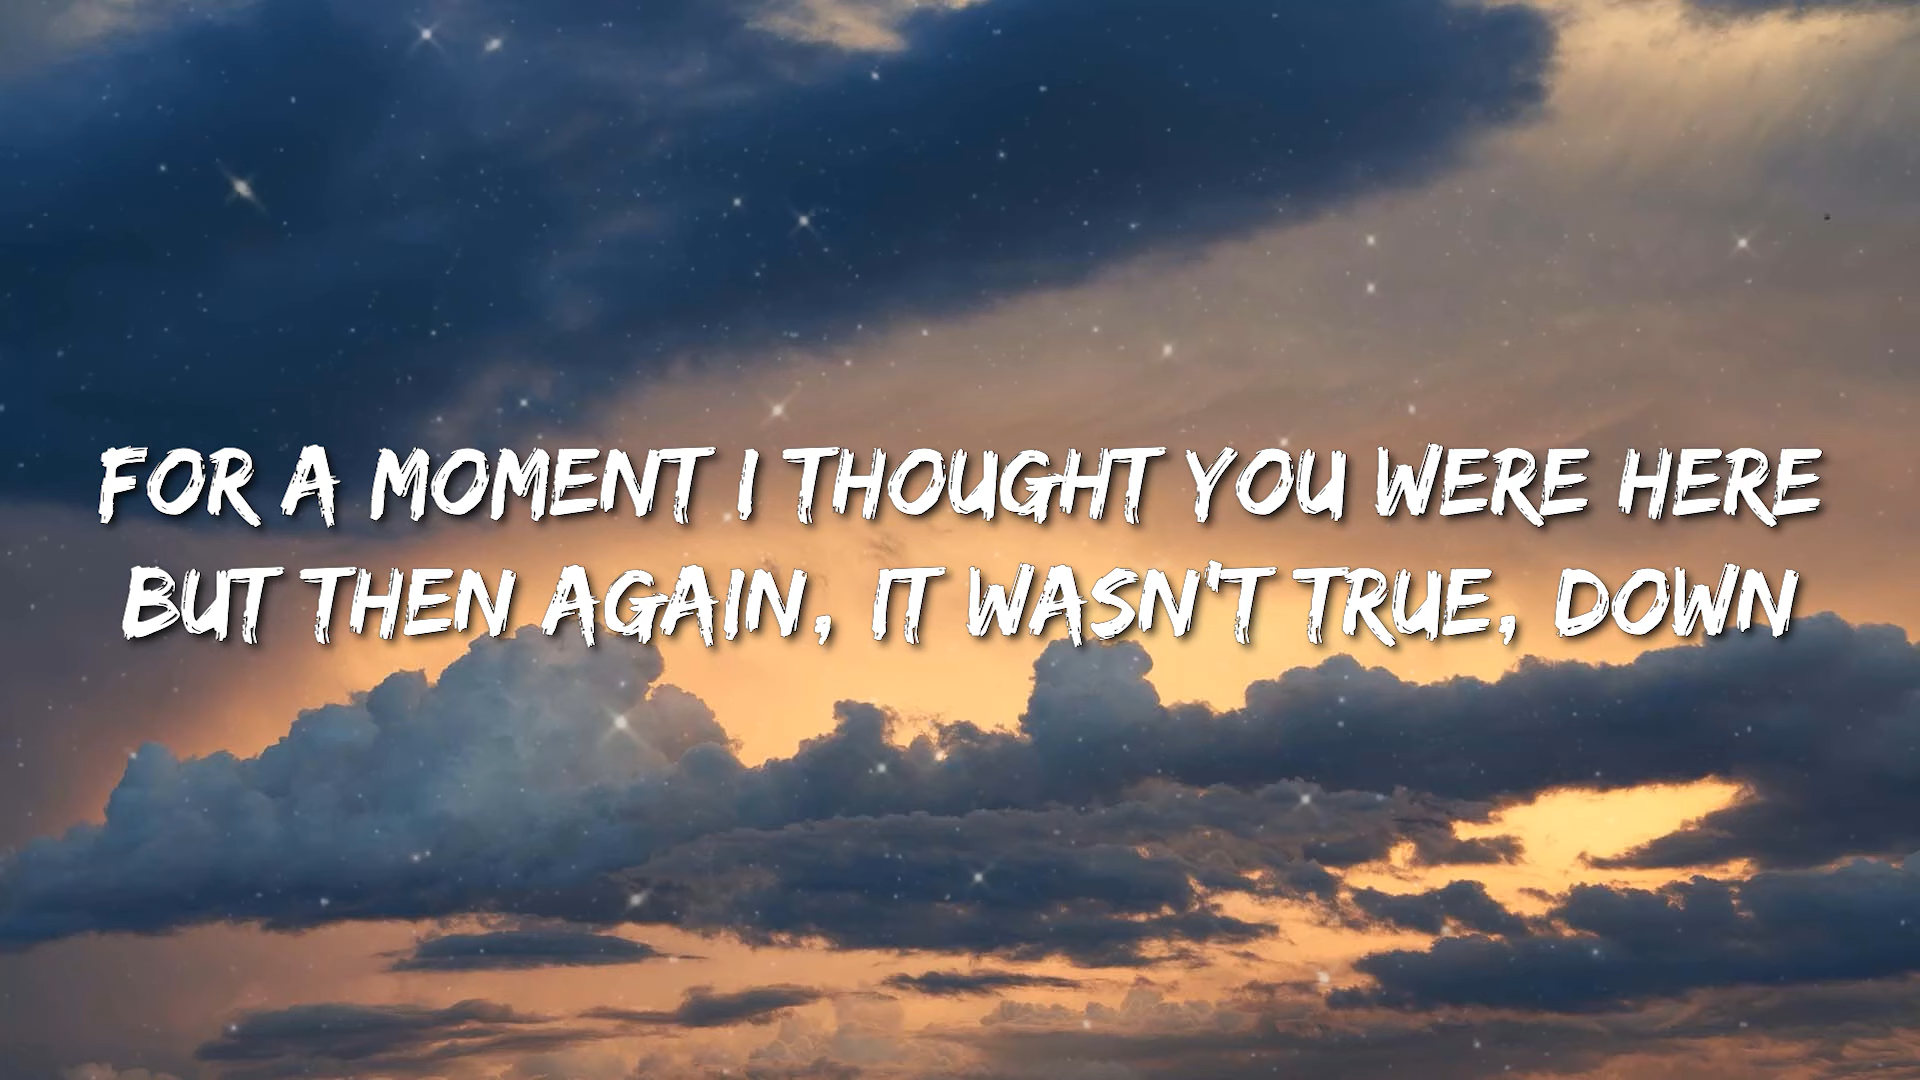 FOR A MOMENT I THOUGHT YOU WERE HERE
BUT THEN AGAIN, IT WASN'T TRUE, DOWN